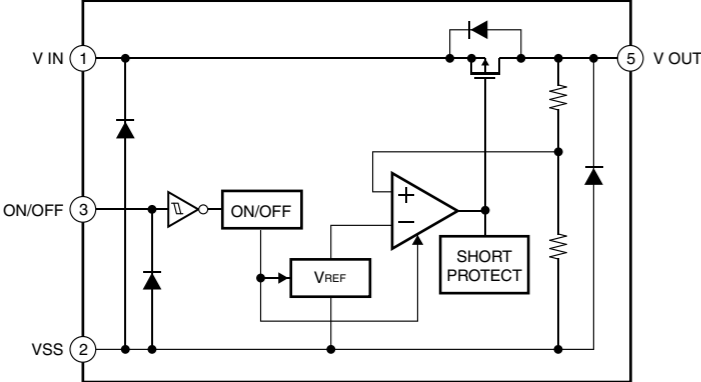 V IN 1
5 V OUT
+
ON/OFF 3
ON/OFF
−
SHORT
PROTECT
VREF
VSS 2